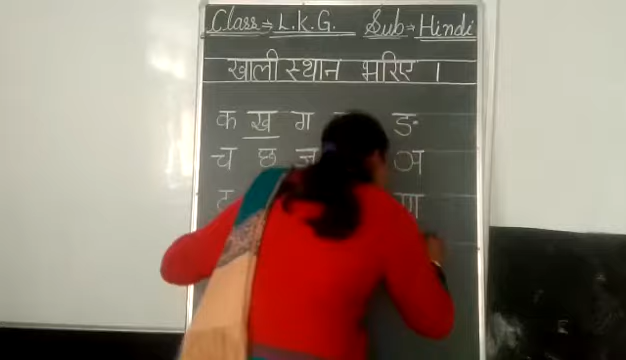 Class → L.K.G. Sub → Hindi
खाली स्थान भरिए ।
क ख ग ङ
च छ ज ञ
ट ण